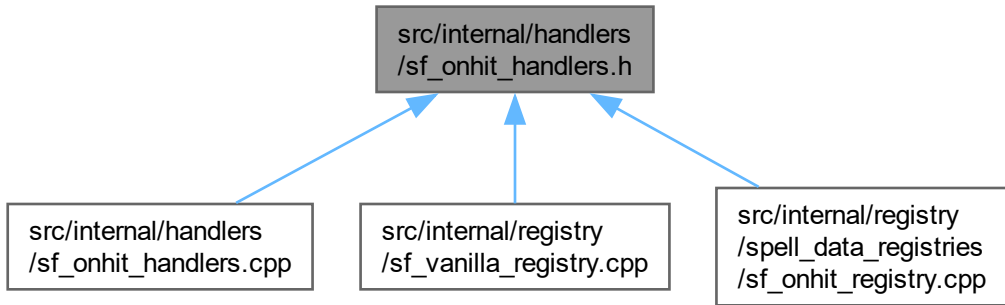 src/internal/handlers
/sf_onhit_handlers.h
src/internal/handlers
/sf_onhit_handlers.cpp
src/internal/registry
/sf_vanilla_registry.cpp
src/internal/registry
/spell_data_registries
/sf_onhit_registry.cpp